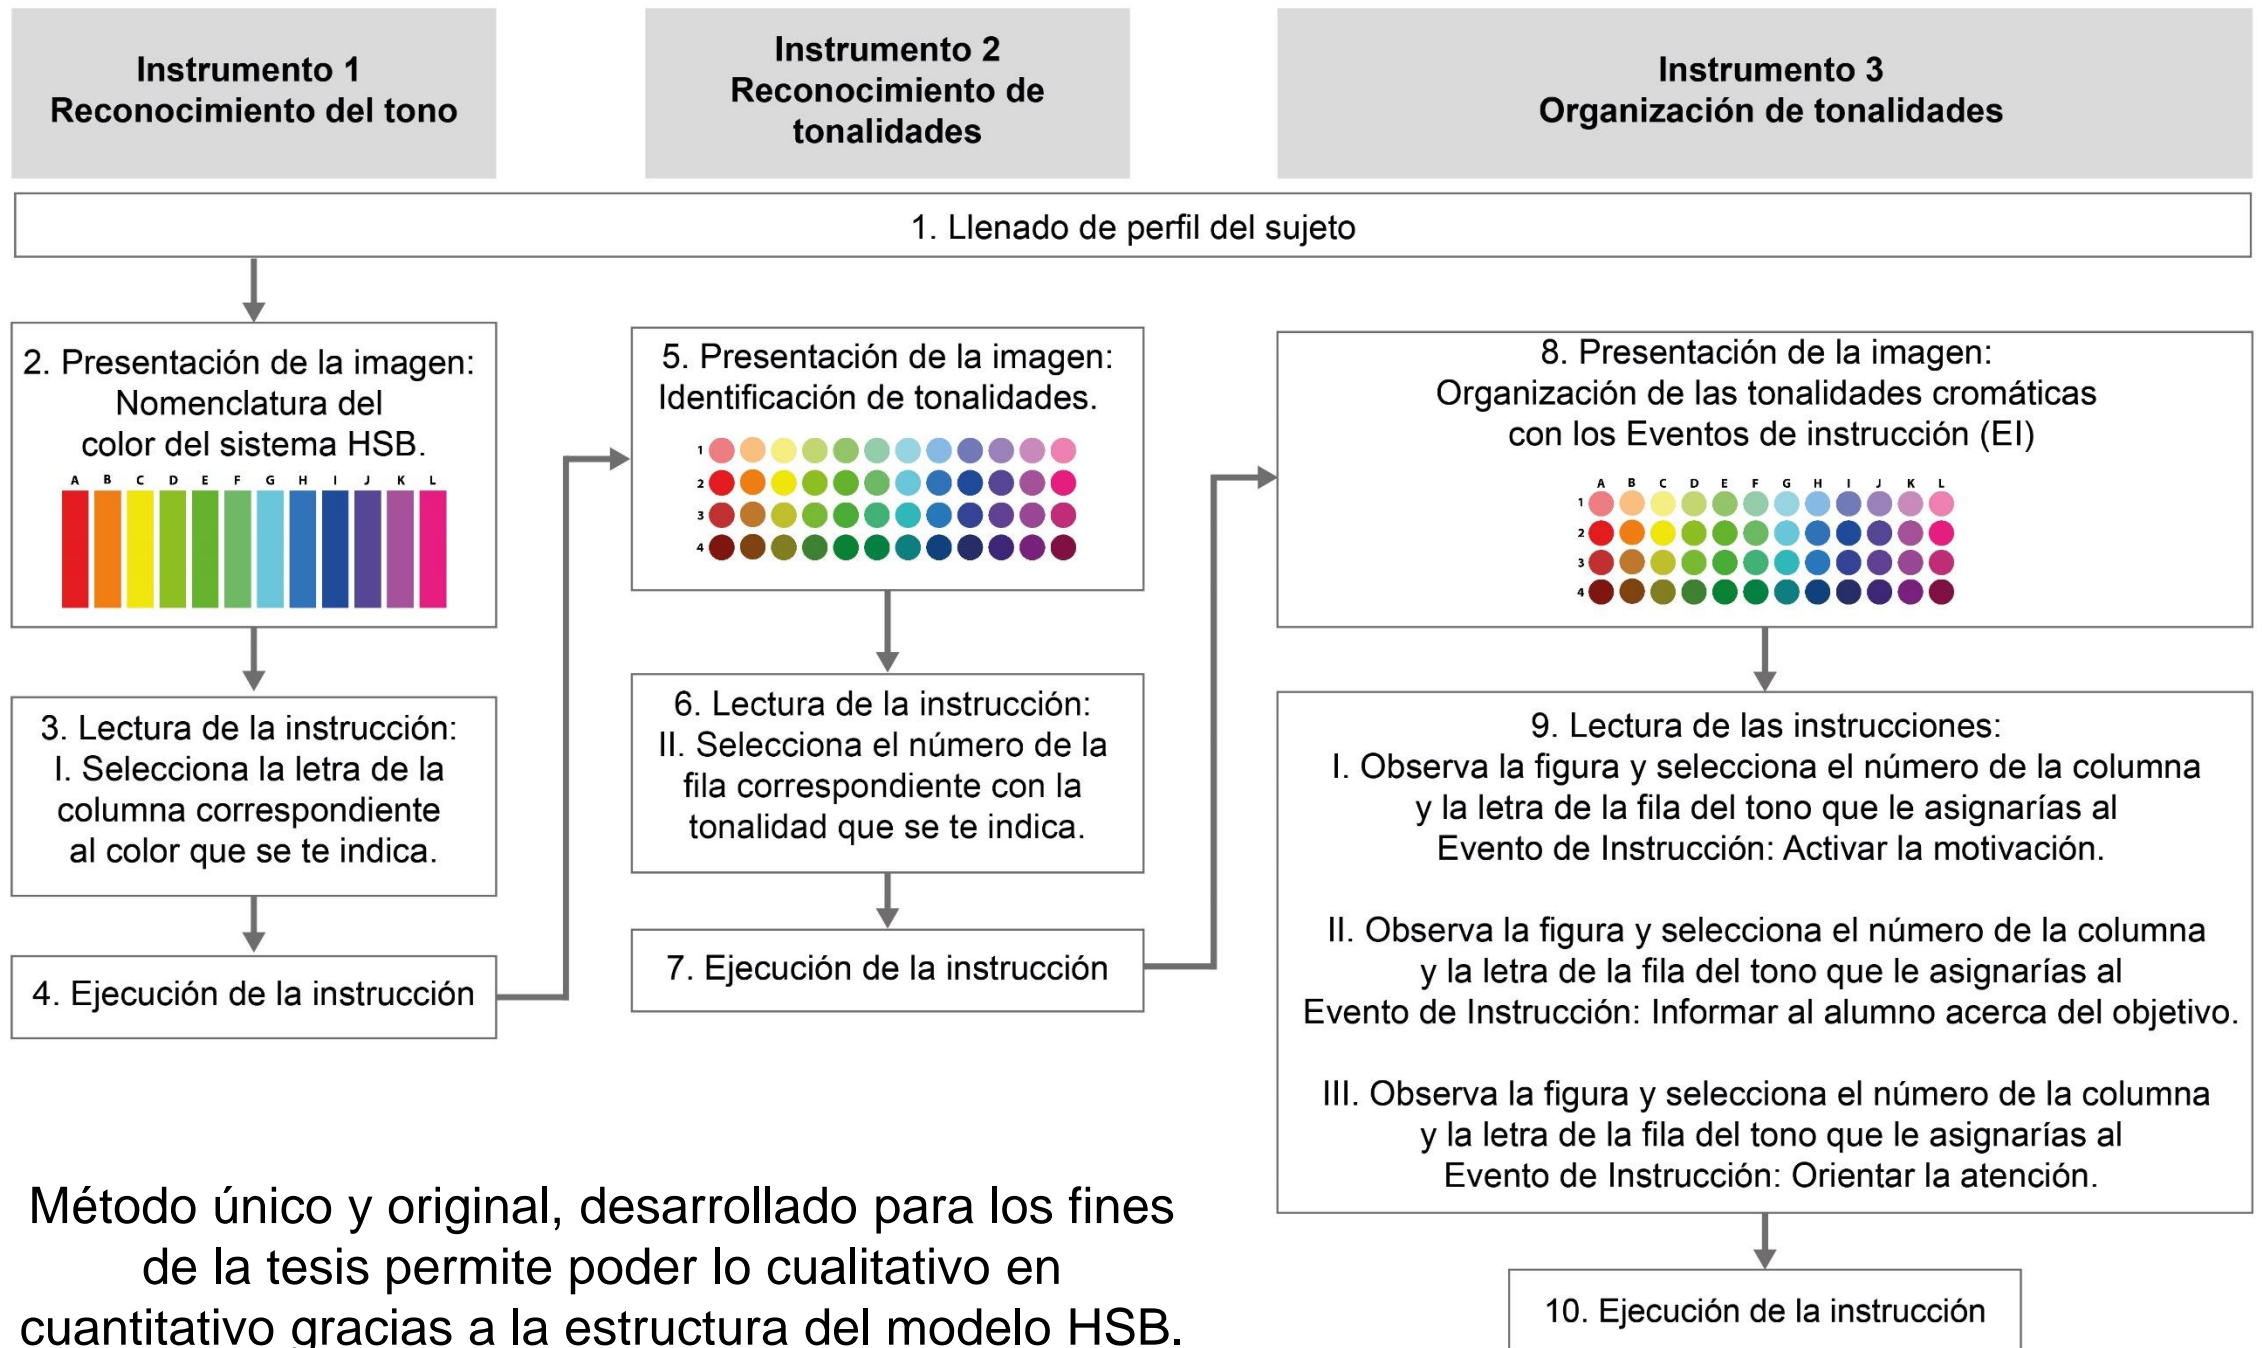 Instrumento 1
Reconocimiento del tono
Instrumento 2
Reconocimiento de
tonalidades
Instrumento 3
Organización de tonalidades
1. Llenado de perfil del sujeto
2. Presentación de la imagen:
Nomenclatura del
color del sistema HSB.
A B C D E F G H I J K L
3. Lectura de la instrucción:
I. Selecciona la letra de la
columna correspondiente
al color que se te indica.
4. Ejecución de la instrucción
5. Presentación de la imagen:
Identificación de tonalidades.
1
2
3
4
6. Lectura de la instrucción:
II. Selecciona el número de la
fila correspondiente con la
tonalidad que se te indica.
7. Ejecución de la instrucción
8. Presentación de la imagen:
Organización de las tonalidades cromáticas
con los Eventos de instrucción (EI)
A B C D E F G H I J K L
1
2
3
4
9. Lectura de las instrucciones:
I. Observa la figura y selecciona el número de la columna
y la letra de la fila del tono que le asignarías al
Evento de Instrucción: Activar la motivación.
II. Observa la figura y selecciona el número de la columna
y la letra de la fila del tono que le asignarías al
Evento de Instrucción: Informar al alumno acerca del objetivo.
III. Observa la figura y selecciona el número de la columna
y la letra de la fila del tono que le asignarías al
Evento de Instrucción: Orientar la atención.
10. Ejecución de la instrucción
Método único y original, desarrollado para los fines
de la tesis permite poder lo cualitativo en
cuantitativo gracias a la estructura del modelo HSB.